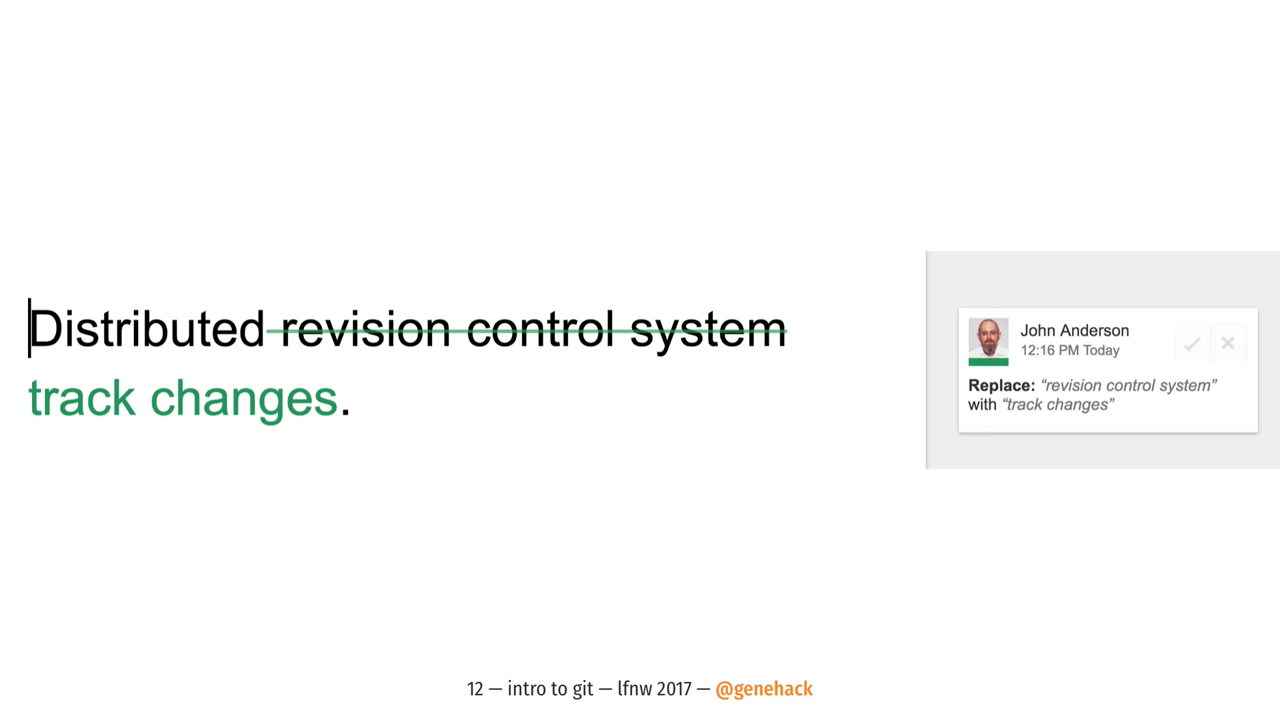 Distributed revision control system
track changes.
John Anderson
12:16 PM Today
Replace: “revision control system”
with “track changes”
12 — intro to git — lfnw 2017 — @genehack